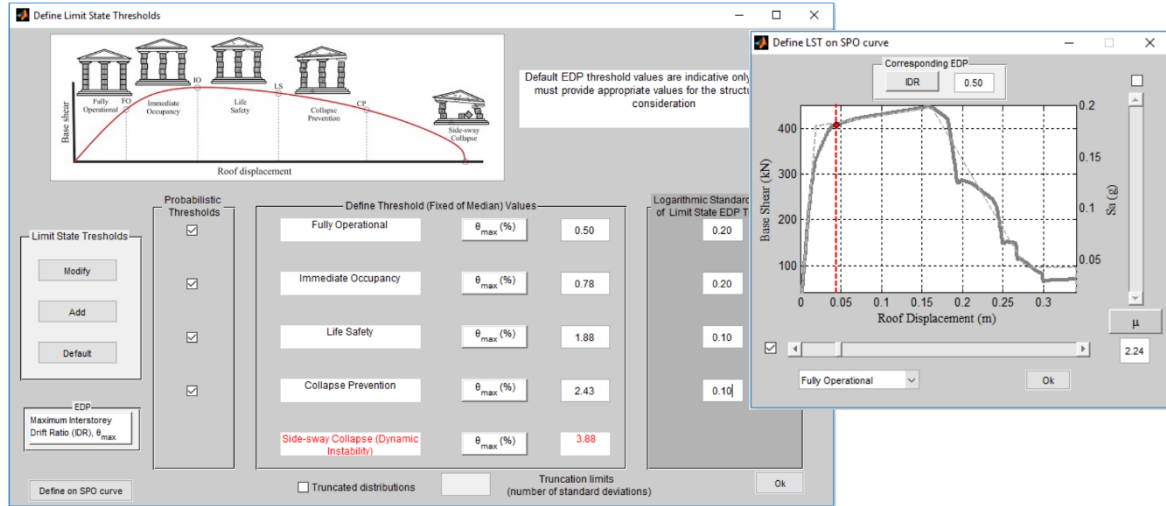 Define Limit State Thresholds
Base shear
Fully
Operational
FO
Immediate
Occupancy
IO
Life
Safety
LS
Collapse
Prevention
CP
Side-sway
Collapse
Roof displacement
Default EDP threshold values are indicative only
must provide appropriate values for the struct
consideration
Limit State Tresholds
Modify
Add
Default
EDP
Maximum Interstorey
Drift Ratio (IDR), θmax
Define on SPO curve
Probabilistic
Thresholds
Define Threshold (Fixed of Median) Values
Logarithmic Standar
of Limit State EDP T
Fully Operational θmax (%) 0.50 0.20
Immediate Occupancy θmax (%) 0.78 0.20
Life Safety θmax (%) 1.88 0.10
Collapse Prevention θmax (%) 2.43 0.10
Side-sway Collapse (Dynamic
Instability) θmax (%) 3.88
Truncated distributions
Truncation limits
(number of standard deviations)
Ok
Define LST on SPO curve
Corresponding EDP
IDR 0.50
Base Shear (kN)
400
300
200
100
0 0.05 0.1 0.15 0.2 0.25 0.3
Roof Displacement (m)
0.2
0.15
0.1
0.05
Sa (g)
μ
2.24
Fully Operational
Ok